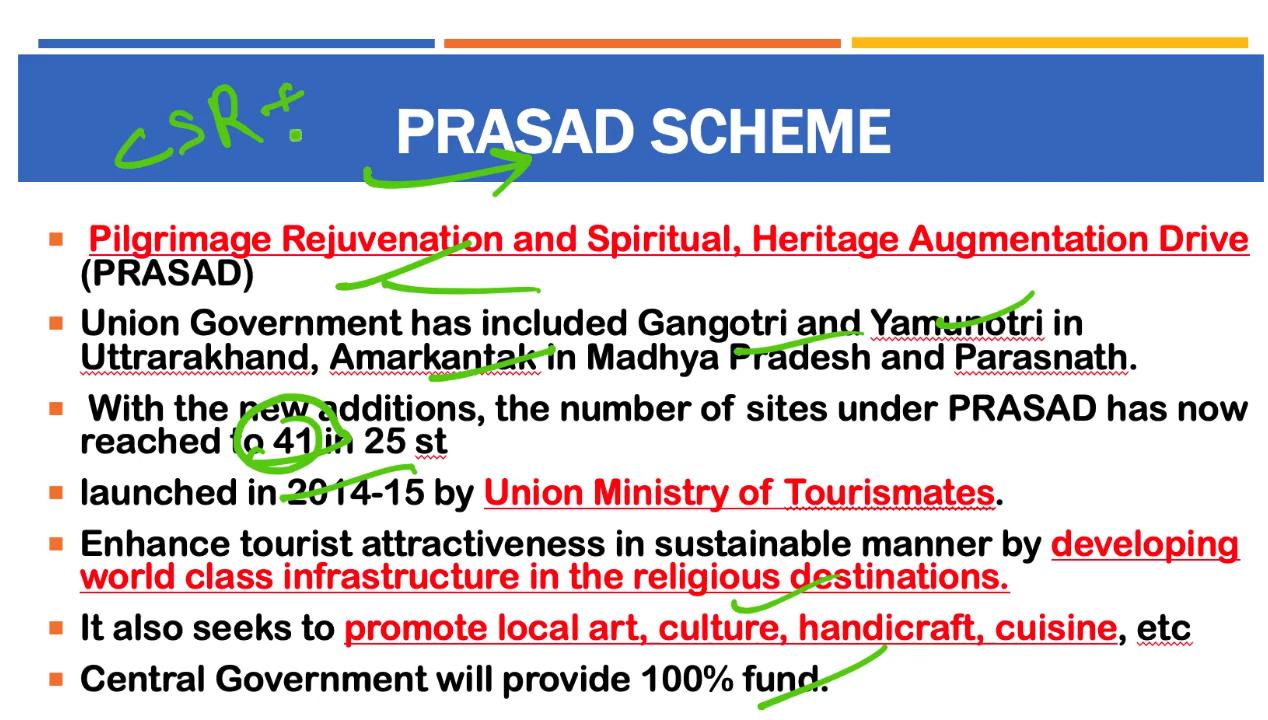 CSR +
PRASAD SCHEME
Pilgrimage Rejuvenation and Spiritual, Heritage Augmentation Drive
(PRASAD)
Union Government has included Gangotri and Yamunotri in
Uttrarakhand, Amarkantak in Madhya Pradesh and Parasnath.
With the new additions, the number of sites under PRASAD has now
reached to 41 in 25 st
launched in 2014-15 by Union Ministry of Tourismates.
Enhance tourist attractiveness in sustainable manner by developing
world class infrastructure in the religious destinations.
It also seeks to promote local art, culture, handicraft, cuisine, etc
Central Government will provide 100% fund.